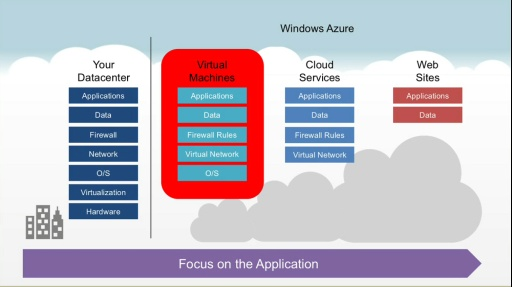 Windows Azure
Your
Datacenter
Applications
Data
Firewall
Network
O/S
Virtualization
Hardware
Virtual
Machines
Applications
Data
Firewall Rules
Virtual Network
O/S
Cloud
Services
Applications
Data
Firewall Rules
Virtual Network
Web
Sites
Applications
Data
Focus on the Application